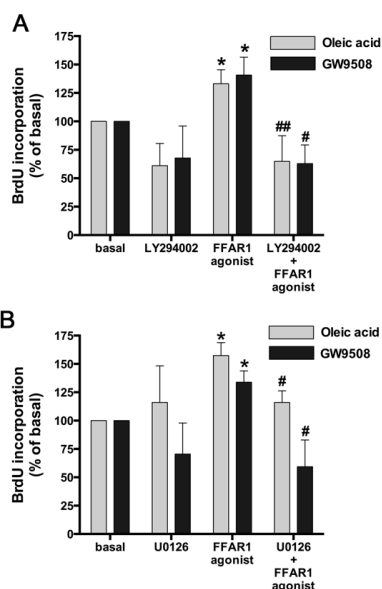 A
Oleic acid
GW9508
BrdU incorporation
(% of basal)
175
150
125
100
75
50
25
0
*
*
##
#
basal
LY294002
FFAR1
agonist
LY294002
+
FFAR1
agonist
B
Oleic acid
GW9508
BrdU incorporation
(% of basal)
175
150
125
100
75
50
25
0
*
*
#
#
basal
U0126
FFAR1
agonist
U0126
+
FFAR1
agonist